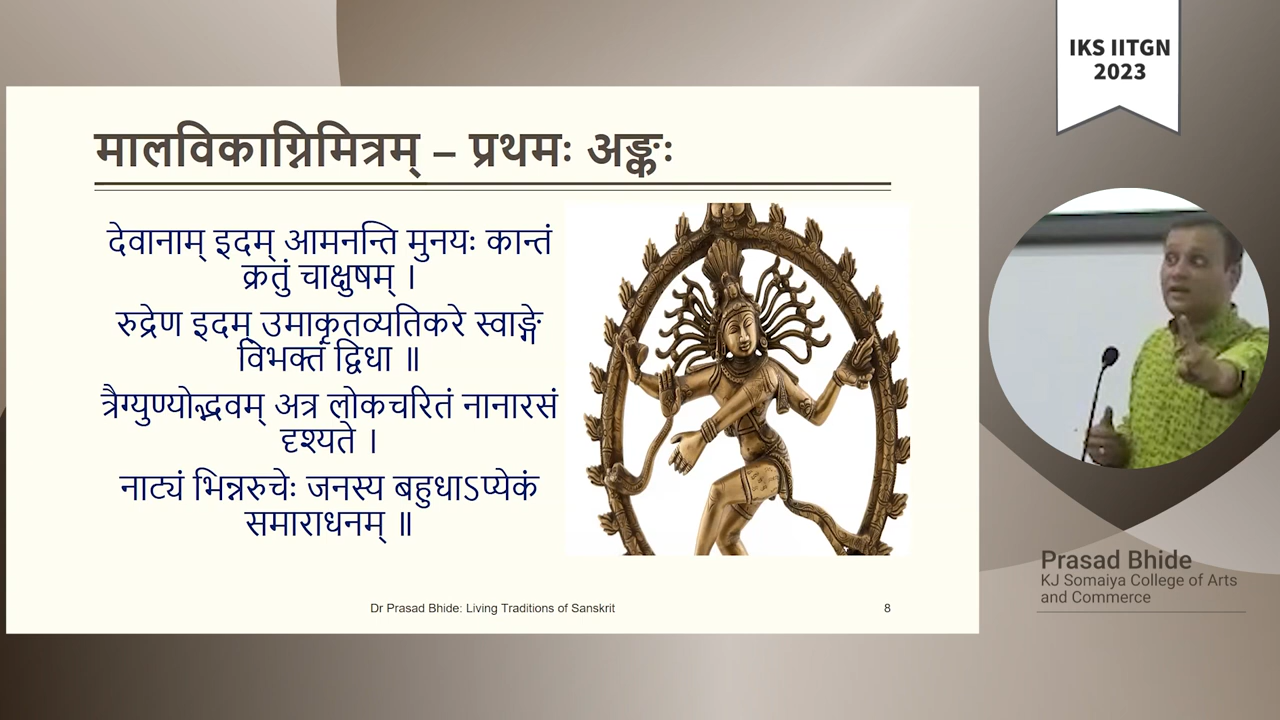 मालविकाग्निमित्रम् – प्रथमः अङ्कः
देवानाम् इदम् आमनन्ति मुनयः कान्तं
क्रतुं चाक्षुषम् ।
रुद्रेण इदम् उमाकृतव्यतिकरे स्वाङ्गे
विभक्तं द्विधा ॥
त्रैग्युण्योद्भवम् अत्र लोकचरितं नानारसं
दृश्यते ।
नाट्यं भिन्नरुचेः जनस्य बहुधाऽप्येकं
समाराधनम् ॥
Dr Prasad Bhide: Living Traditions of Sanskrit
8
IKS IITGN
2023
Prasad Bhide
KJ Somaiya College of Arts
and Commerce